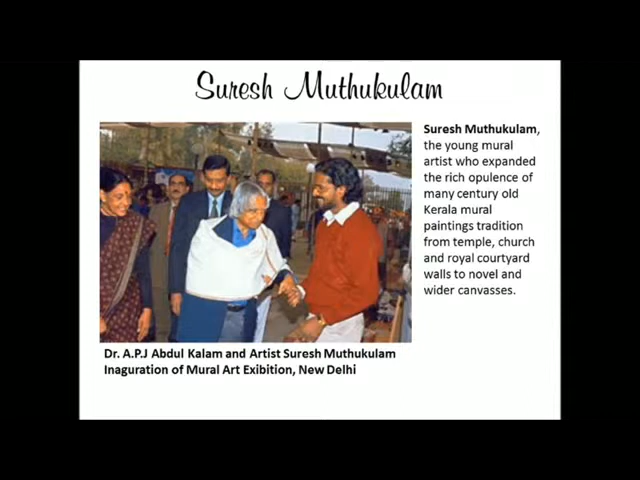 Suresh Muthukulam
Suresh Muthukulam,
the young mural
artist who expanded
the rich opulence of
many century old
Kerala mural
paintings tradition
from temple, church
and royal courtyard
walls to novel and
wider canvasses.
Dr. A.P.J Abdul Kalam and Artist Suresh Muthukulam
Inaguration of Mural Art Exibition, New Delhi